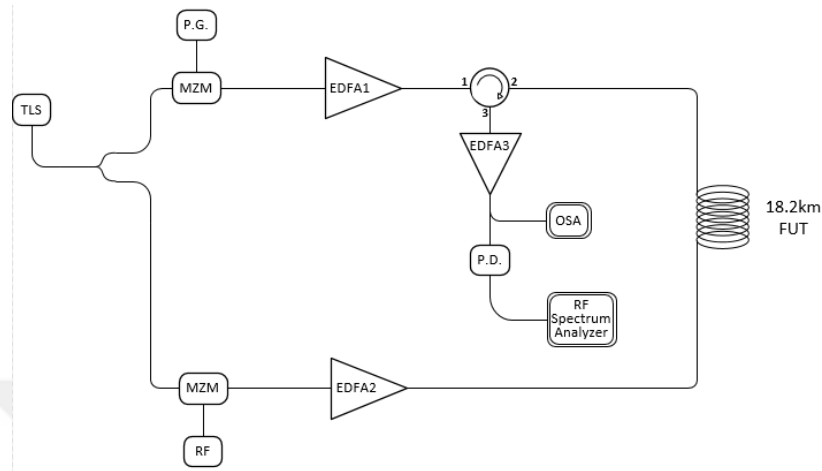 P.G.
TLS
MZM
EDFA1
1
2
3
EDFA3
OSA
18.2km
FUT
P.D.
RF
Spectrum
Analyzer
MZM
EDFA2
RF